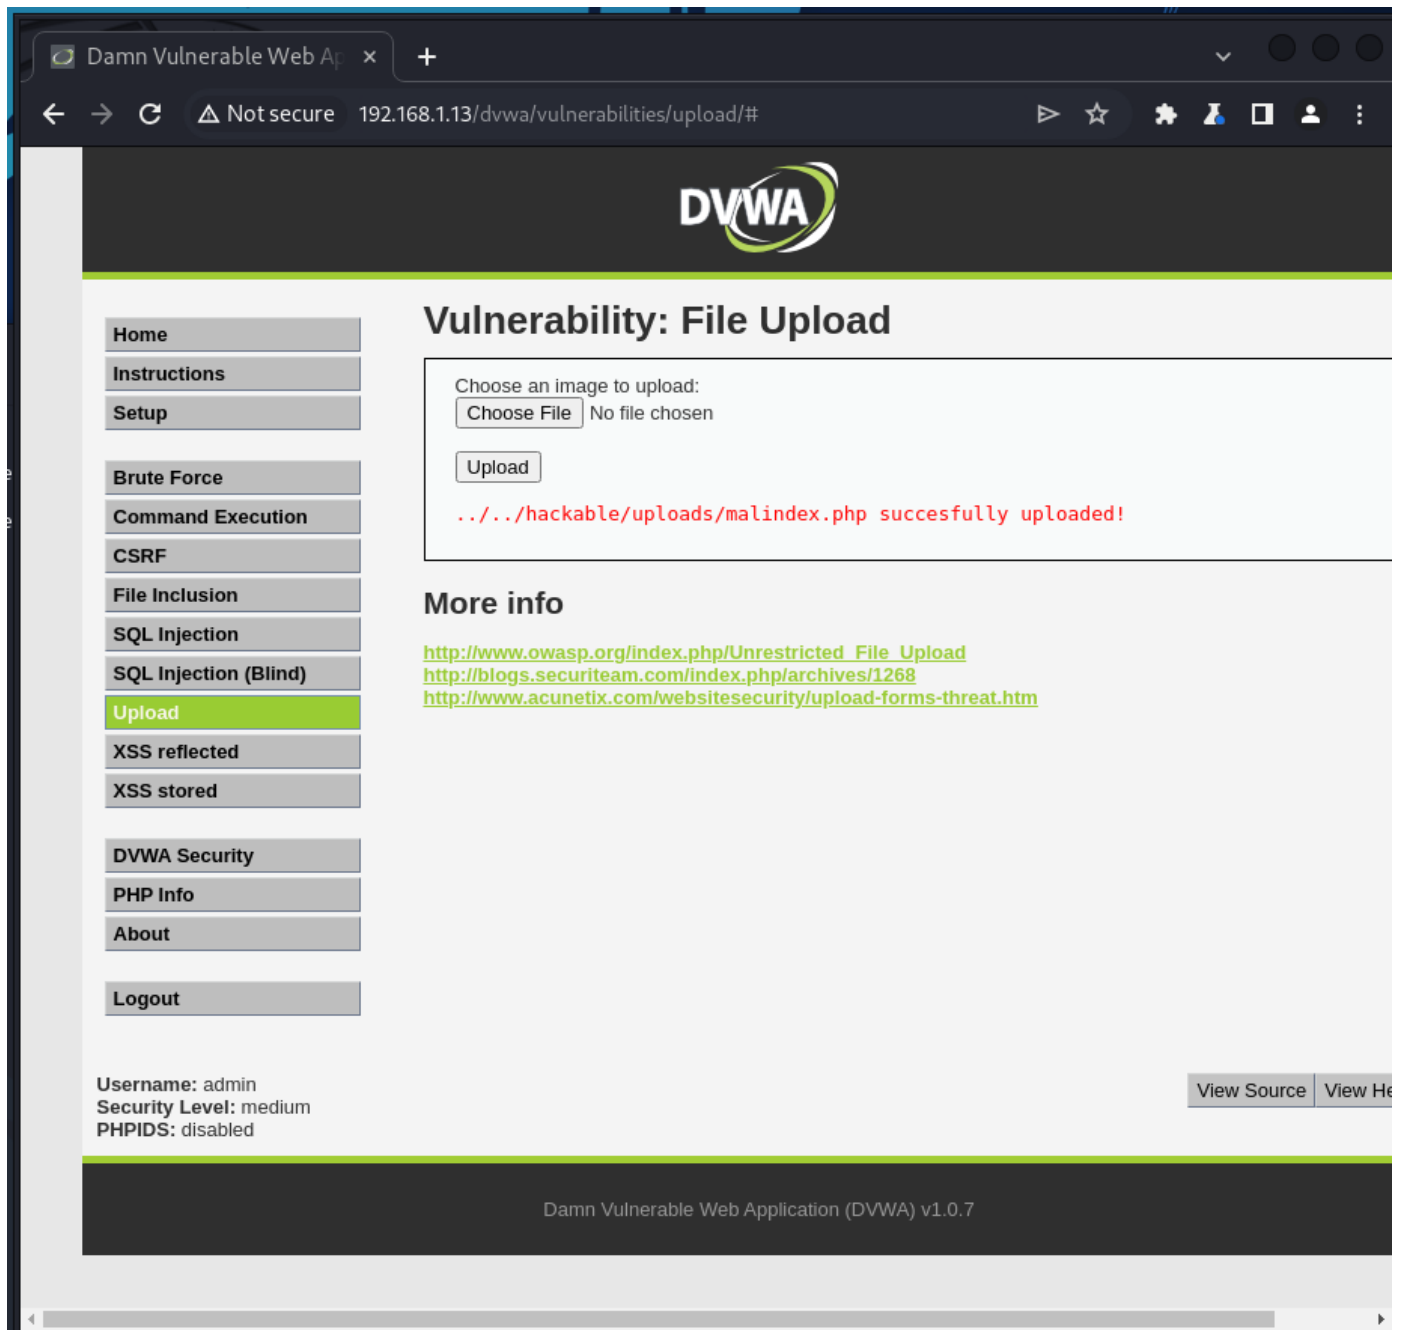 Damn Vulnerable Web Ap
Not secure 192.168.1.13/dvwa/vulnerabilities/upload/#
DVWA
Home
Instructions
Setup
Brute Force
Command Execution
CSRF
File Inclusion
SQL Injection
SQL Injection (Blind)
Upload
XSS reflected
XSS stored
DVWA Security
PHP Info
About
Logout
Vulnerability: File Upload
Choose an image to upload:
Choose File No file chosen
Upload
../../hackable/uploads/malindex.php succesfully uploaded!
More info
http://www.owasp.org/index.php/Unrestricted_File_Upload
http://blogs.securiteam.com/index.php/archives/1268
http://www.acunetix.com/websitesecurity/upload-forms-threat.htm
Username: admin
Security Level: medium
PHPIDS: disabled
View Source View He
Damn Vulnerable Web Application (DVWA) v1.0.7